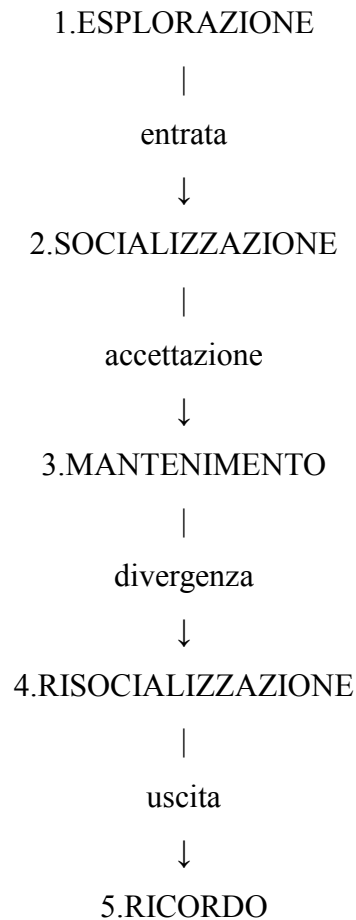 1.ESPLORAZIONE
|
entrata
↓
2.SOCIALIZZAZIONE
|
accettazione
↓
3.MANTENIMENTO
|
divergenza
↓
4.RISOCIALIZZAZIONE
|
uscita
↓
5.RICORDO